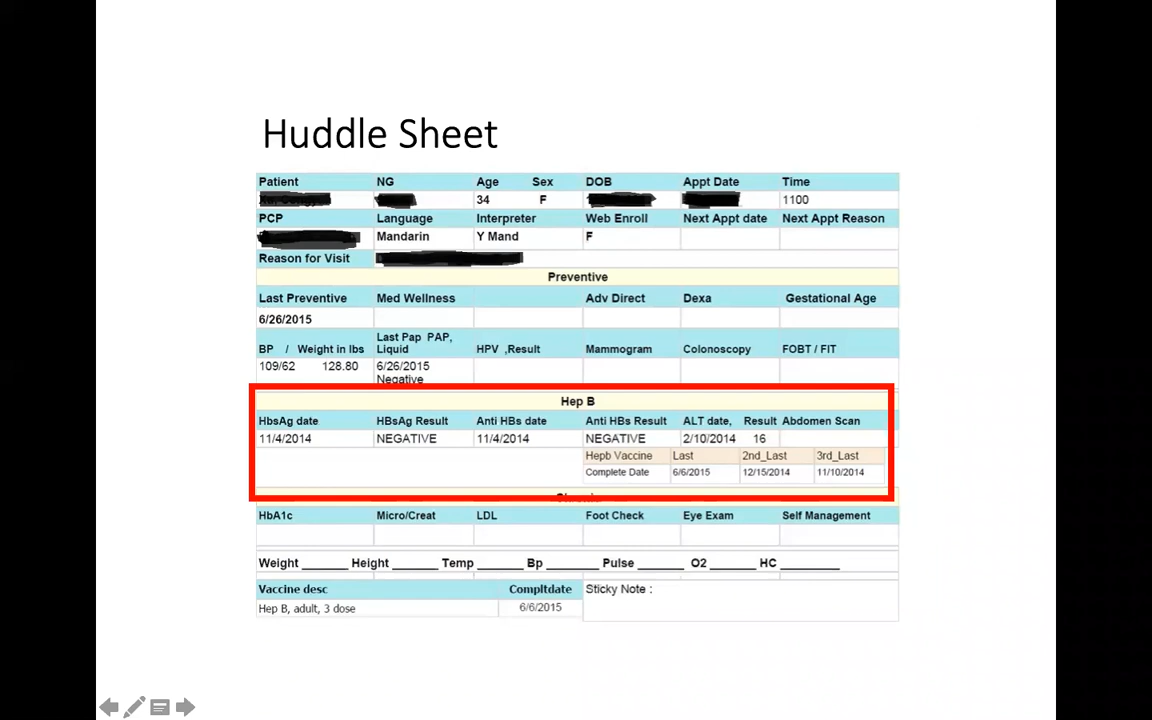 Huddle Sheet
Patient NG Age Sex DOB Appt Date Time
34 F 1100
PCP Language Interpreter Web Enroll Next Appt date Next Appt Reason
Mandarin Y Mand F
Reason for Visit
Preventive
Last Preventive Med Wellness Adv Direct Dexa Gestational Age
6/26/2015
BP / Weight in lbs Last Pap PAP, Liquid HPV ,Result Mammogram Colonoscopy FOBT / FIT
109/62 128.80 6/26/2015 Negative
Hep B
HbsAg date HBsAg Result Anti HBs date Anti HBs Result ALT date, Result Abdomen Scan
11/4/2014 NEGATIVE 11/4/2014 NEGATIVE 2/10/2014 16
Hepb Vaccine Last 2nd_Last 3rd_Last
Complete Date 6/6/2015 12/15/2014 11/10/2014
HbA1c Micro/Creat LDL Foot Check Eye Exam Self Management
Weight _______ Height _______ Temp _______ Bp ________ Pulse _______ O2 _______ HC _________
Vaccine desc Compltdate Sticky Note :
Hep B, adult, 3 dose 6/6/2015